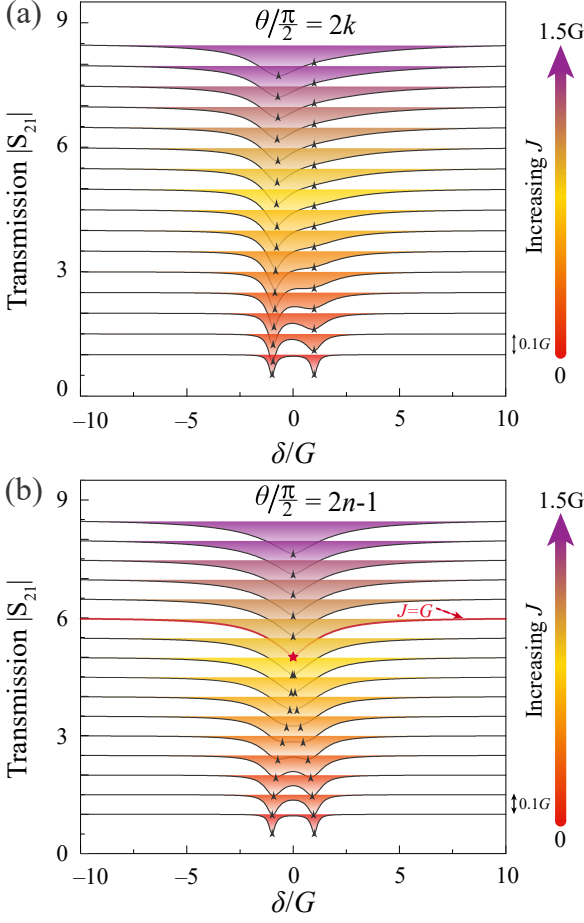 (a)
θ/π/2 = 2k
1.5G
9
6
3
0
Transmission |S21|
Increasing J
0.1G
0
−10
−5
0
5
10
δ/G
(b)
θ/π/2 = 2n-1
1.5G
9
6
3
0
Transmission |S21|
J=G
Increasing J
0.1G
0
−10
−5
0
5
10
δ/G